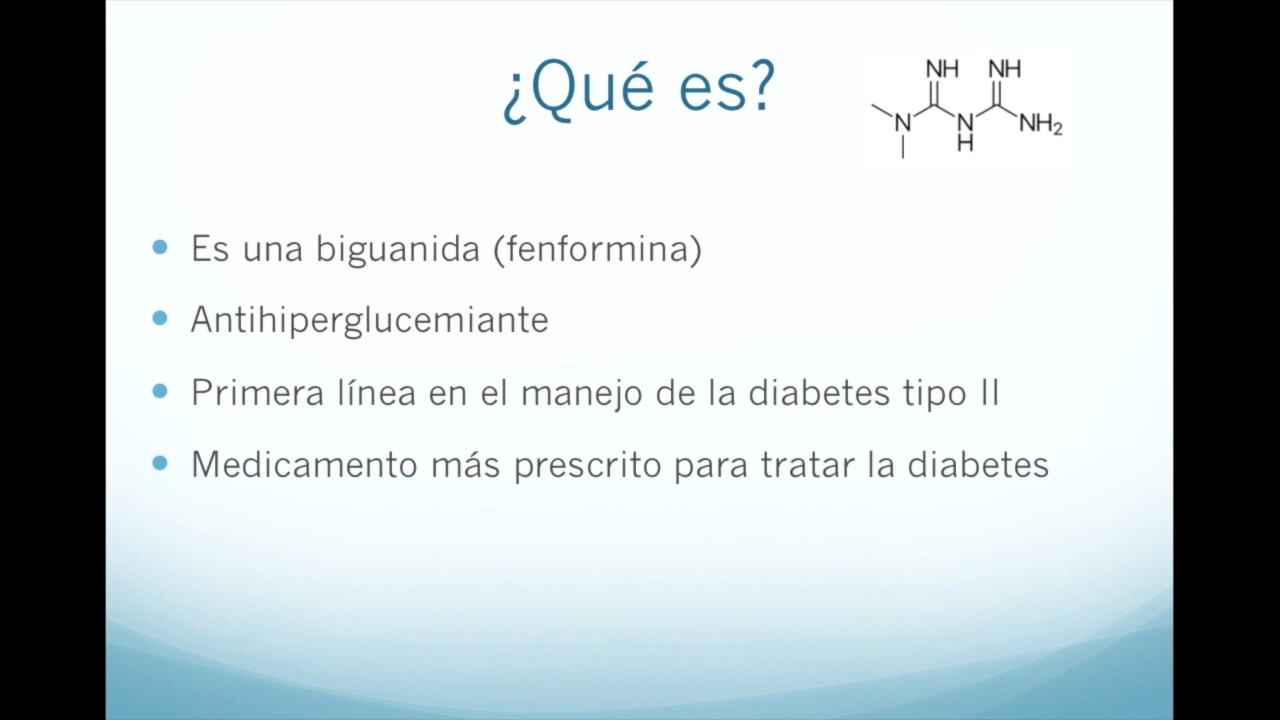 ¿Qué es?
NH NH
N N NH₂
H
Es una biguanida (fenformina)
Antihiperglucemiante
Primera línea en el manejo de la diabetes tipo II
Medicamento más prescrito para tratar la diabetes